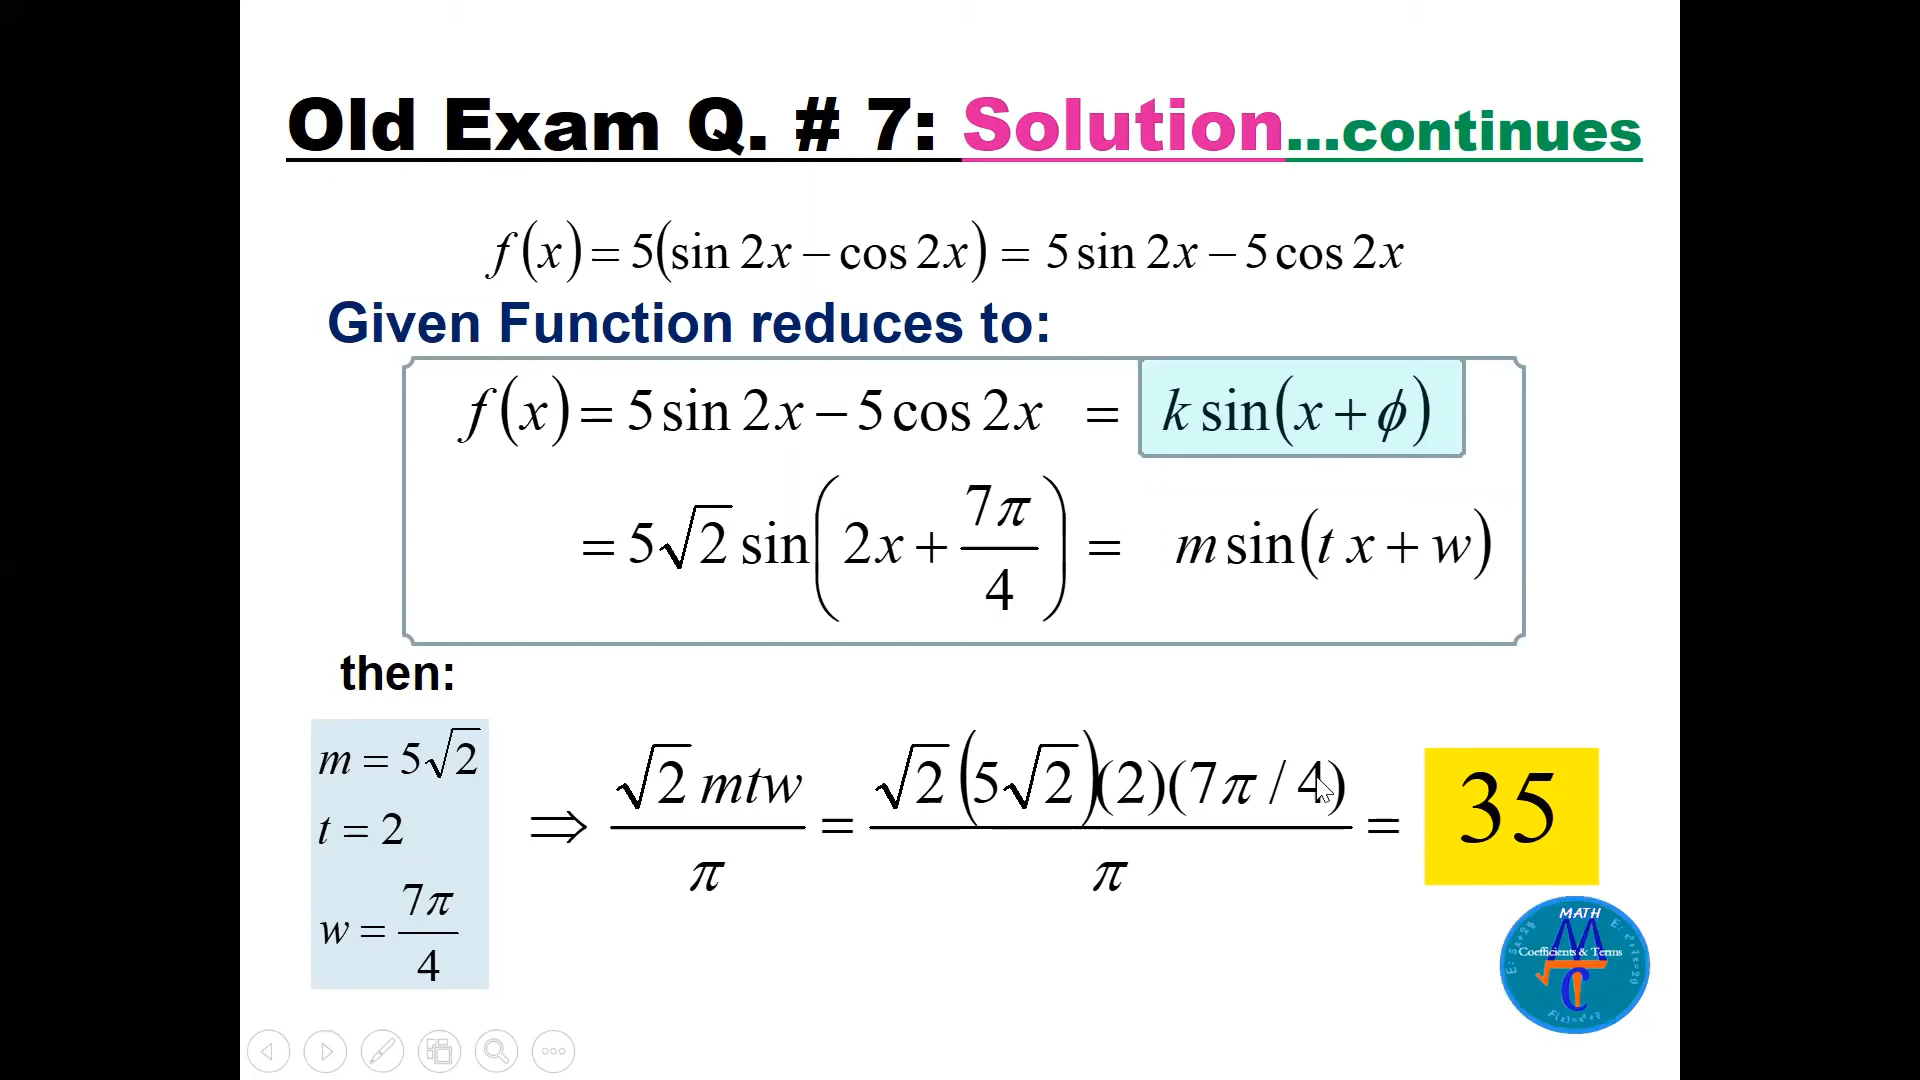 Old Exam Q. # 7: Solution...continues
f(x) = 5(sin 2x − cos 2x) = 5 sin 2x − 5 cos 2x
Given Function reduces to:
f(x) = 5 sin 2x − 5 cos 2x = k sin(x + ϕ)
= 5√2 sin(2x + 7π/4) = m sin(t x + w)
then:
m = 5√2
t = 2
w = 7π/4
⇒ √2 mtw / π = √2 (5√2)(2)(7π / 4) / π = 35
MATH
Coefficients & Terms